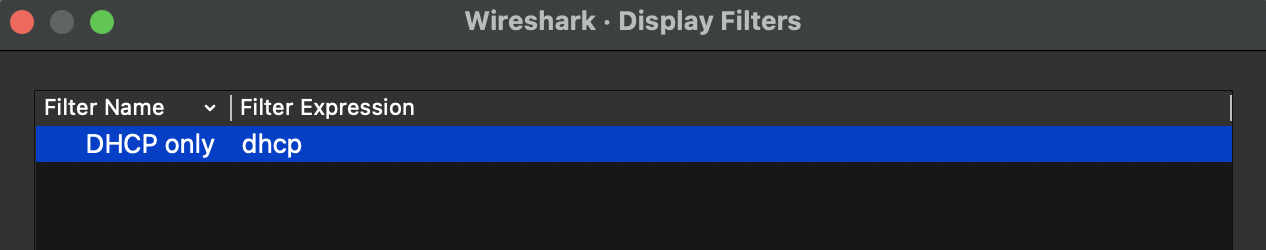 Wireshark · Display Filters
Filter Name Filter Expression
DHCP only dhcp